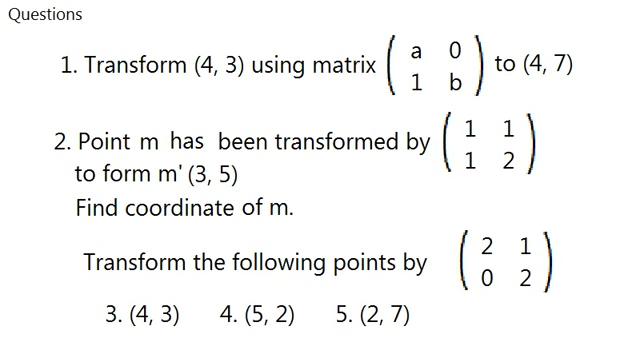 Questions
1. Transform (4, 3) using matrix ( a 0 ) to (4, 7)
( 1 b )
2. Point m has been transformed by ( 1 1 )
( 1 2 )
to form m' (3, 5)
Find coordinate of m.
Transform the following points by ( 2 1 )
( 0 2 )
3. (4, 3) 4. (5, 2) 5. (2, 7)